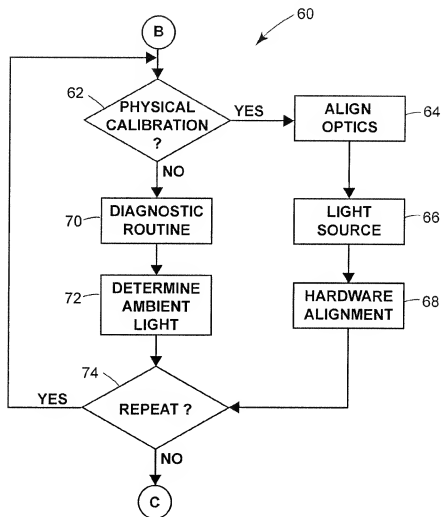 B
60
62
PHYSICAL
CALIBRATION
?
YES
ALIGN
OPTICS
64
NO
70
DIAGNOSTIC
ROUTINE
LIGHT
SOURCE
66
72
DETERMINE
AMBIENT
LIGHT
HARDWARE
ALIGNMENT
68
74
YES
REPEAT ?
NO
C